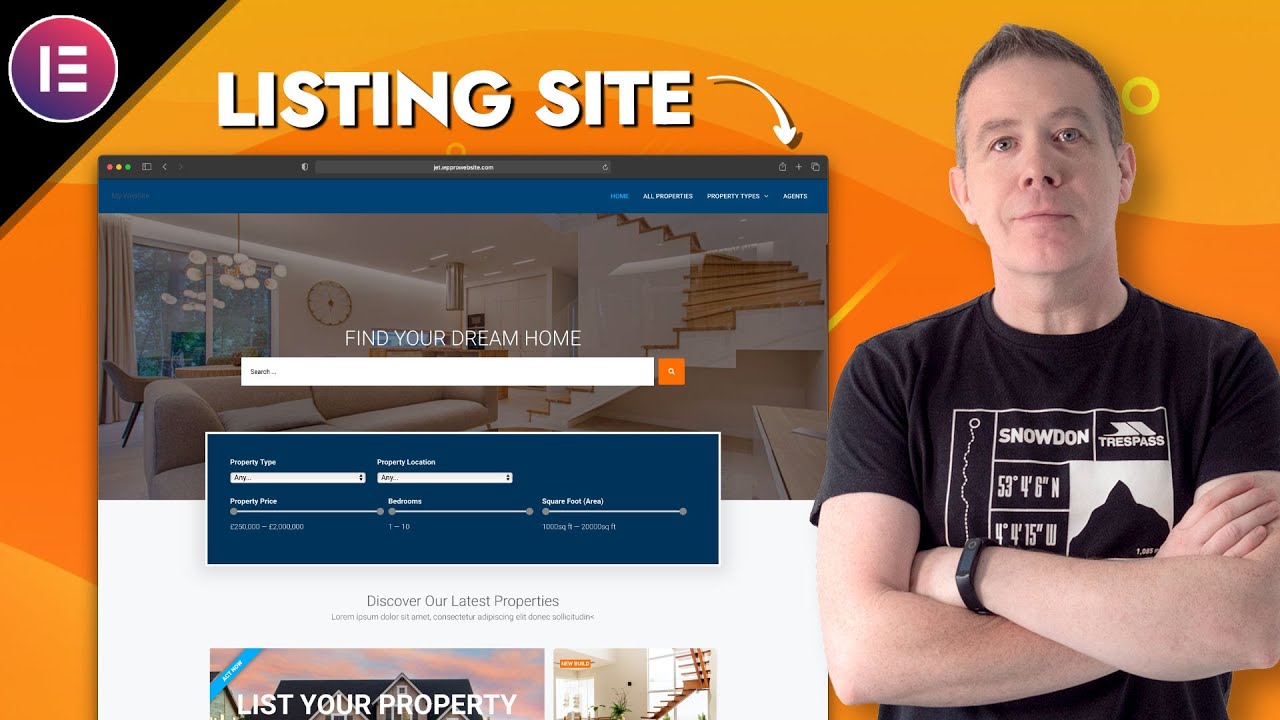 LISTING SITE
jet.wpprowebsite.com
HOME ALL PROPERTIES PROPERTY TYPES AGENTS
FIND YOUR DREAM HOME
Search ...
Property Type Property Location
Any... Any...
Property Price Bedrooms Square Foot (Area)
£250,000 — £2,000,000 1 — 10 1000sq ft — 20000sq ft
Discover Our Latest Properties
Lorem ipsum dolor sit amet, consectetur adipiscing elit donec sollicitudin<
ACT NOW
NEW BUILD
LIST YOUR PROPERTY
SNOWDON
TRESPASS
53° 4' 6" N
4° 4' 15" W